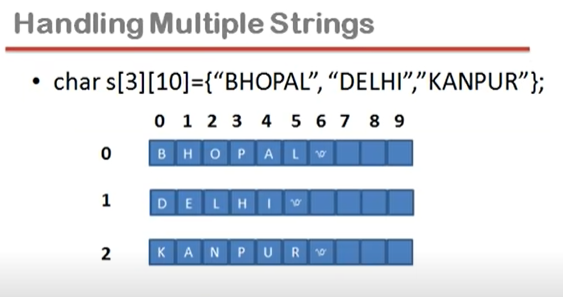 Handling Multiple Strings
• char s[3][10]={“BHOPAL”, “DELHI”,”KANPUR”};
0 1 2 3 4 5 6 7 8 9
0 B H O P A L '\0'
1 D E L H I '\0'
2 K A N P U R '\0'